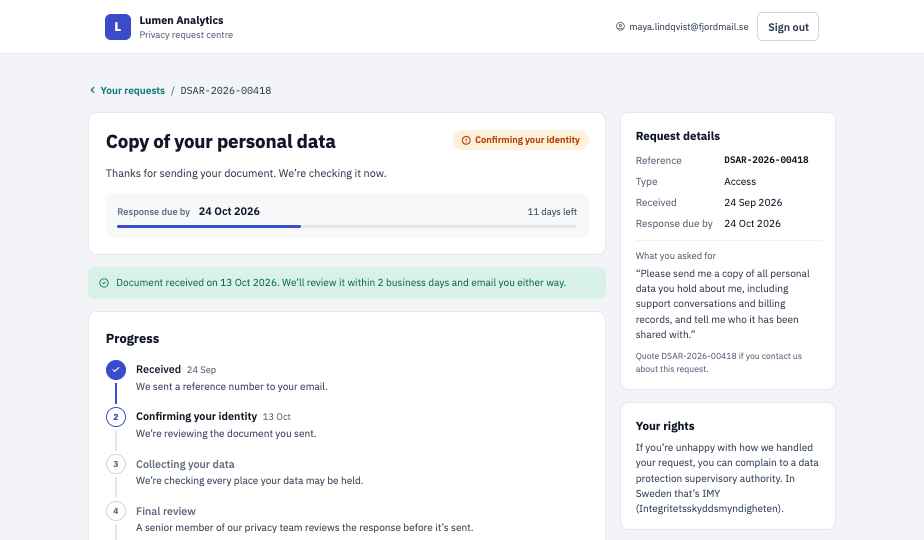 L
Lumen Analytics
Privacy request centre
maya.lindqvist@fjordmail.se
Sign out
Your requests / DSAR-2026-00418
Copy of your personal data
Confirming your identity
Thanks for sending your document. We’re checking it now.
Response due by 24 Oct 2026
11 days left
Document received on 13 Oct 2026. We’ll review it within 2 business days and email you either way.
Progress
Received 24 Sep
We sent a reference number to your email.
2
Confirming your identity 13 Oct
We’re reviewing the document you sent.
3
Collecting your data
We’re checking every place your data may be held.
4
Final review
A senior member of our privacy team reviews the response before it’s sent.
Request details
Reference DSAR-2026-00418
Type Access
Received 24 Sep 2026
Response due by 24 Oct 2026
What you asked for
“Please send me a copy of all personal
data you hold about me, including
support conversations and billing
records, and tell me who it has been
shared with.”
Quote DSAR-2026-00418 if you contact us
about this request.
Your rights
If you’re unhappy with how we handled
your request, you can complain to a data
protection supervisory authority. In
Sweden that’s IMY
(Integritetsskyddsmyndigheten).